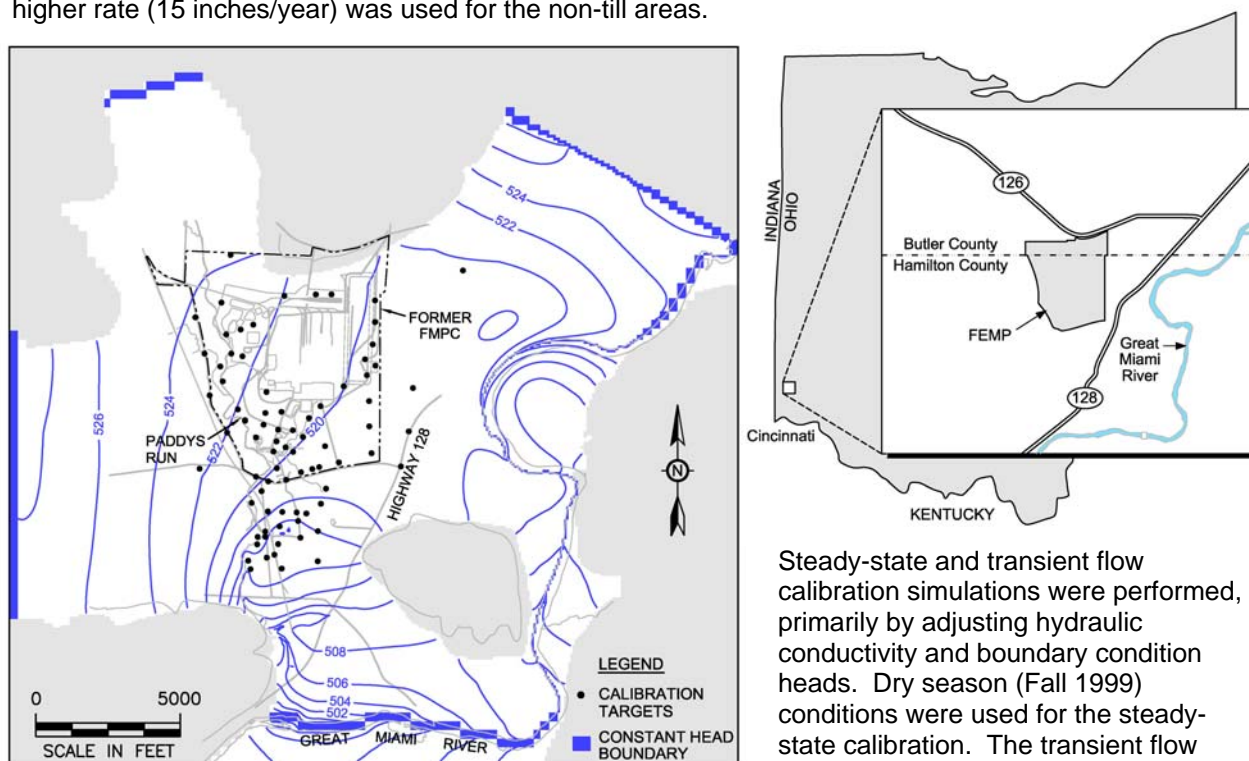 higher rate (15 inches/year) was used for the non-till areas.
524
522
FORMER
FMPC
526
524
522
520
PADDYS
RUN
HIGHWAY 128
N
508
506
504
502
GREAT MIAMI RIVER
0 5000
SCALE IN FEET
LEGEND
CALIBRATION
TARGETS
CONSTANT HEAD
BOUNDARY
INDIANA
OHIO
126
Butler County
Hamilton County
FEMP
Great
Miami
River
128
Cincinnati
KENTUCKY
Steady-state and transient flow
calibration simulations were performed,
primarily by adjusting hydraulic
conductivity and boundary condition
heads. Dry season (Fall 1999)
conditions were used for the steady-
state calibration. The transient flow